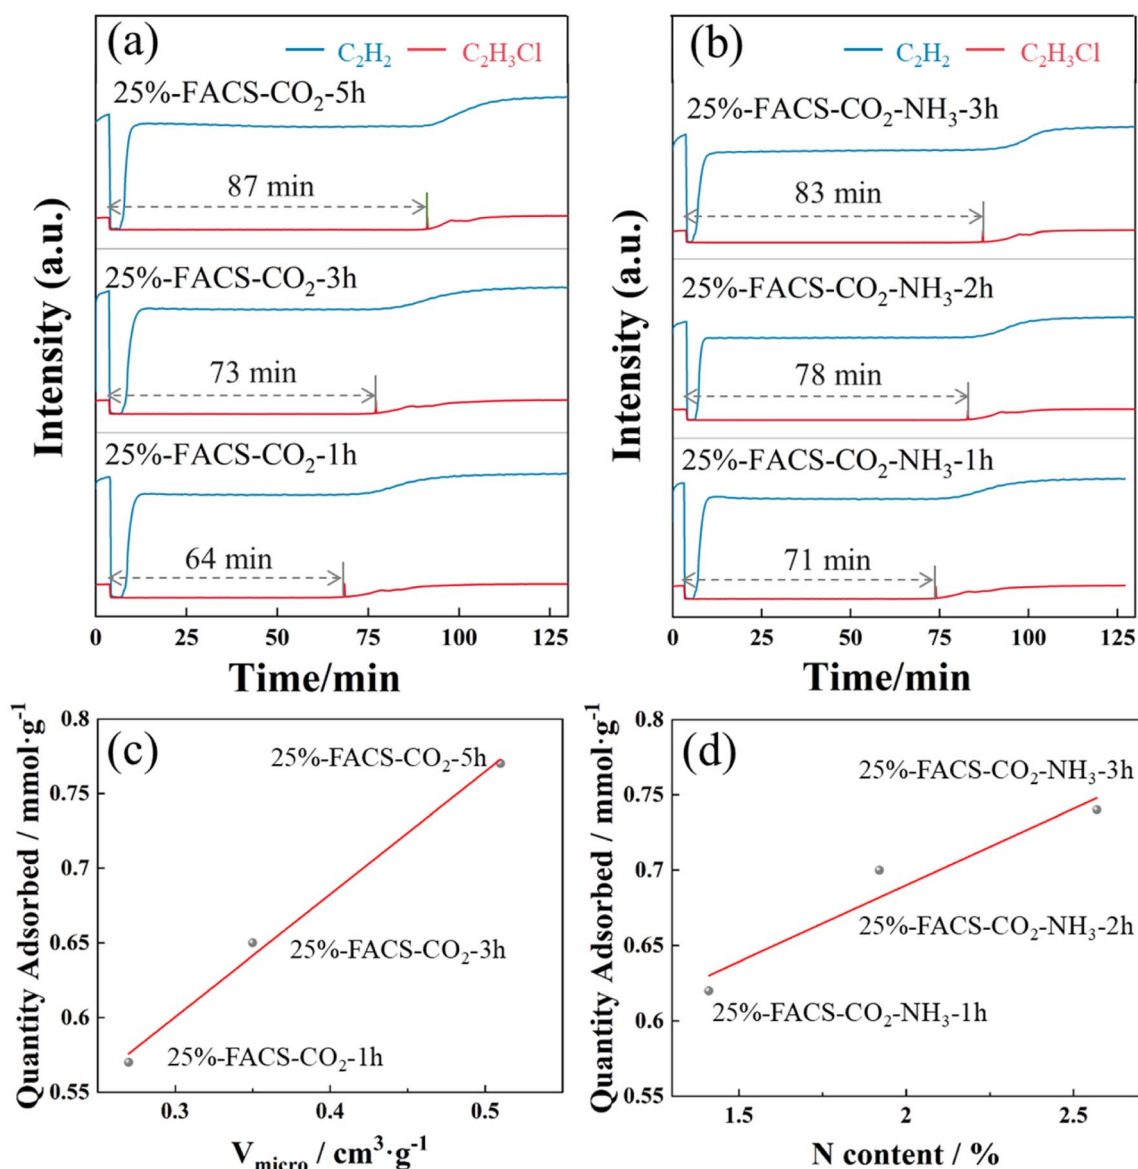 (a)
C₂H₂ C₂H₃Cl
25%-FACS-CO₂-5h
87 min
25%-FACS-CO₂-3h
73 min
25%-FACS-CO₂-1h
64 min
Intensity (a.u.)
0 25 50 75 100 125
Time/min
(b)
C₂H₂ C₂H₃Cl
25%-FACS-CO₂-NH₃-3h
83 min
25%-FACS-CO₂-NH₃-2h
78 min
25%-FACS-CO₂-NH₃-1h
71 min
Intensity (a.u.)
0 25 50 75 100 125
Time/min
(c)
0.8
0.75
0.7
0.65
0.6
0.55
25%-FACS-CO₂-5h
25%-FACS-CO₂-3h
25%-FACS-CO₂-1h
Quantity Adsorbed / mmol·g⁻¹
0.3 0.4 0.5
V_micro / cm³·g⁻¹
(d)
0.8
0.75
0.7
0.65
0.6
0.55
25%-FACS-CO₂-NH₃-3h
25%-FACS-CO₂-NH₃-2h
25%-FACS-CO₂-NH₃-1h
Quantity Adsorbed / mmol·g⁻¹
1.5 2 2.5
N content / %